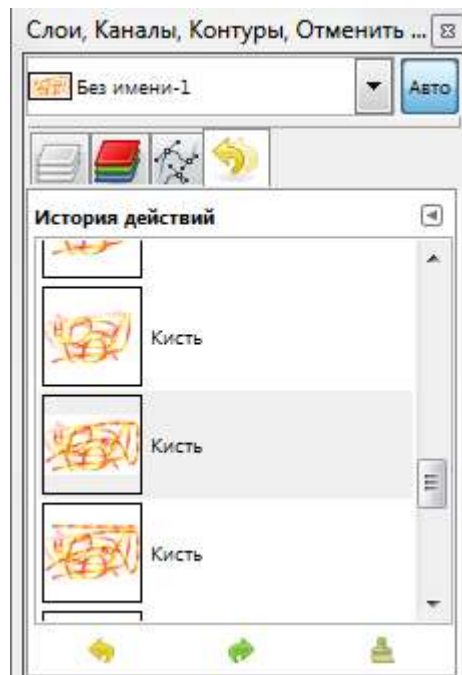 Слои, Каналы, Контуры, Отменить ...
Без имени-1
Авто
История действий
Кисть
Кисть
Кисть